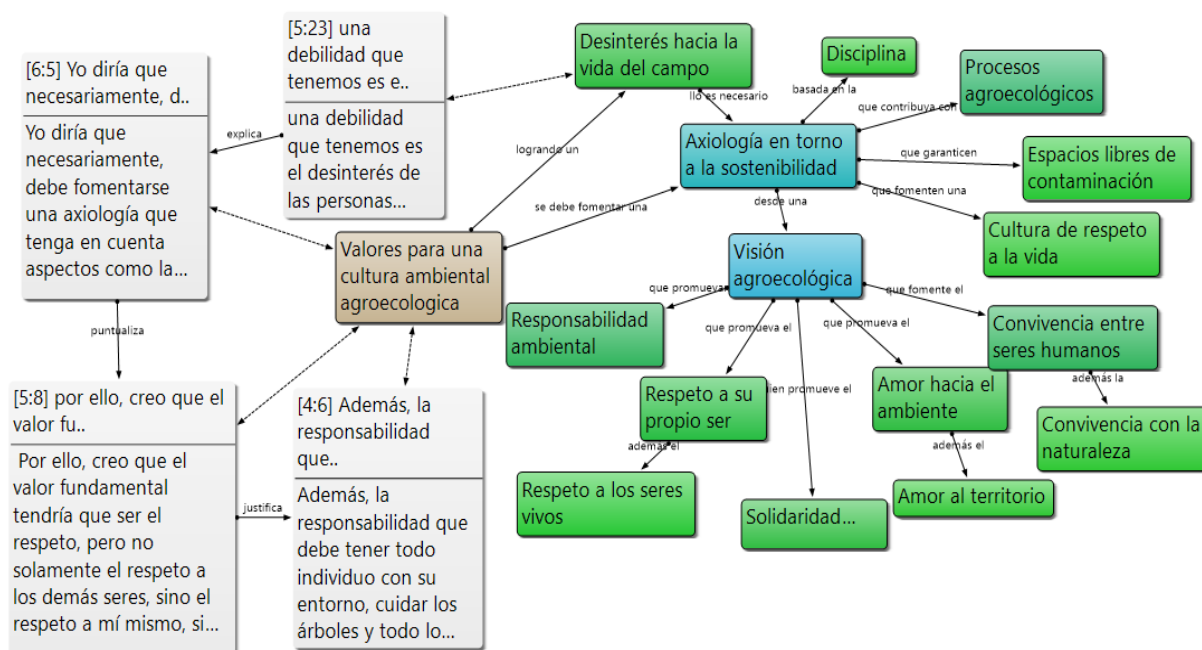 [6:5] Yo diría que
necesariamente, d..
Yo diría que
necesariamente,
debe fomentarse
una axiología que
tenga en cuenta
aspectos como la...
explica
[5:23] una
debilidad que
tenemos es e..
una debilidad
que tenemos es
el desinterés de
las personas...
Desinterés hacia la
vida del campo
llo es necesario
logrando un
se debe fomentar una
Valores para una
cultura ambiental
agroecologica
Axiología en torno
a la sostenibilidad
basada en la
Disciplina
que contribuya con
Procesos
agroecológicos
que garanticen
Espacios libres de
contaminación
que fomenten una
Cultura de respeto
a la vida
desde una
Visión
agroecológica
que promueva
Responsabilidad
ambiental
que promueva el
Respeto a su
propio ser
además el
Respeto a los seres
vivos
ien promueve el
Solidaridad...
que promueva el
Amor hacia el
ambiente
además el
Amor al territorio
que fomente el
Convivencia entre
seres humanos
además la
Convivencia con la
naturaleza
puntualiza
[5:8] por ello, creo que el
valor fu..
Por ello, creo que el
valor fundamental
tendría que ser el
respeto, pero no
solamente el respeto a
los demás seres, sino el
respeto a mí mismo, si...
justifica
[4:6] Además, la
responsabilidad
que..
Además, la
responsabilidad que
debe tener todo
individuo con su
entorno, cuidar los
árboles y todo lo...